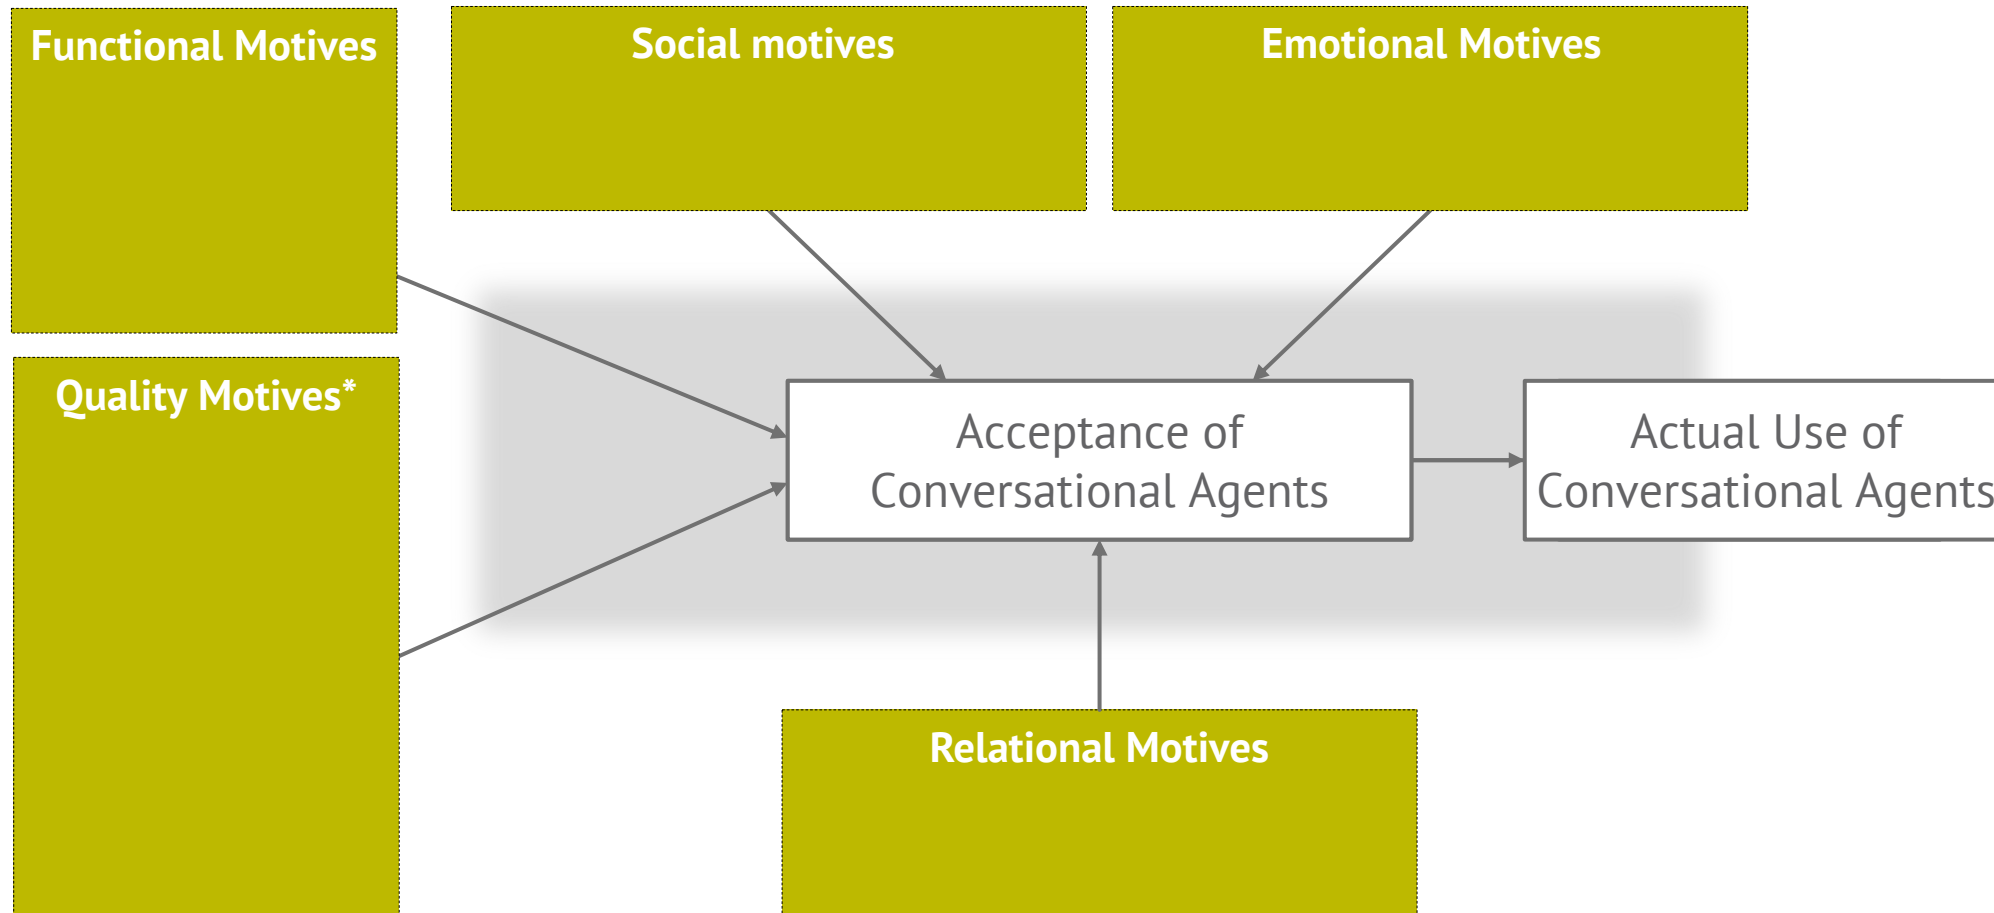 Functional Motives
Social motives
Emotional Motives
Quality Motives*
Acceptance of
Conversational Agents
Actual Use of
Conversational Agents
Relational Motives